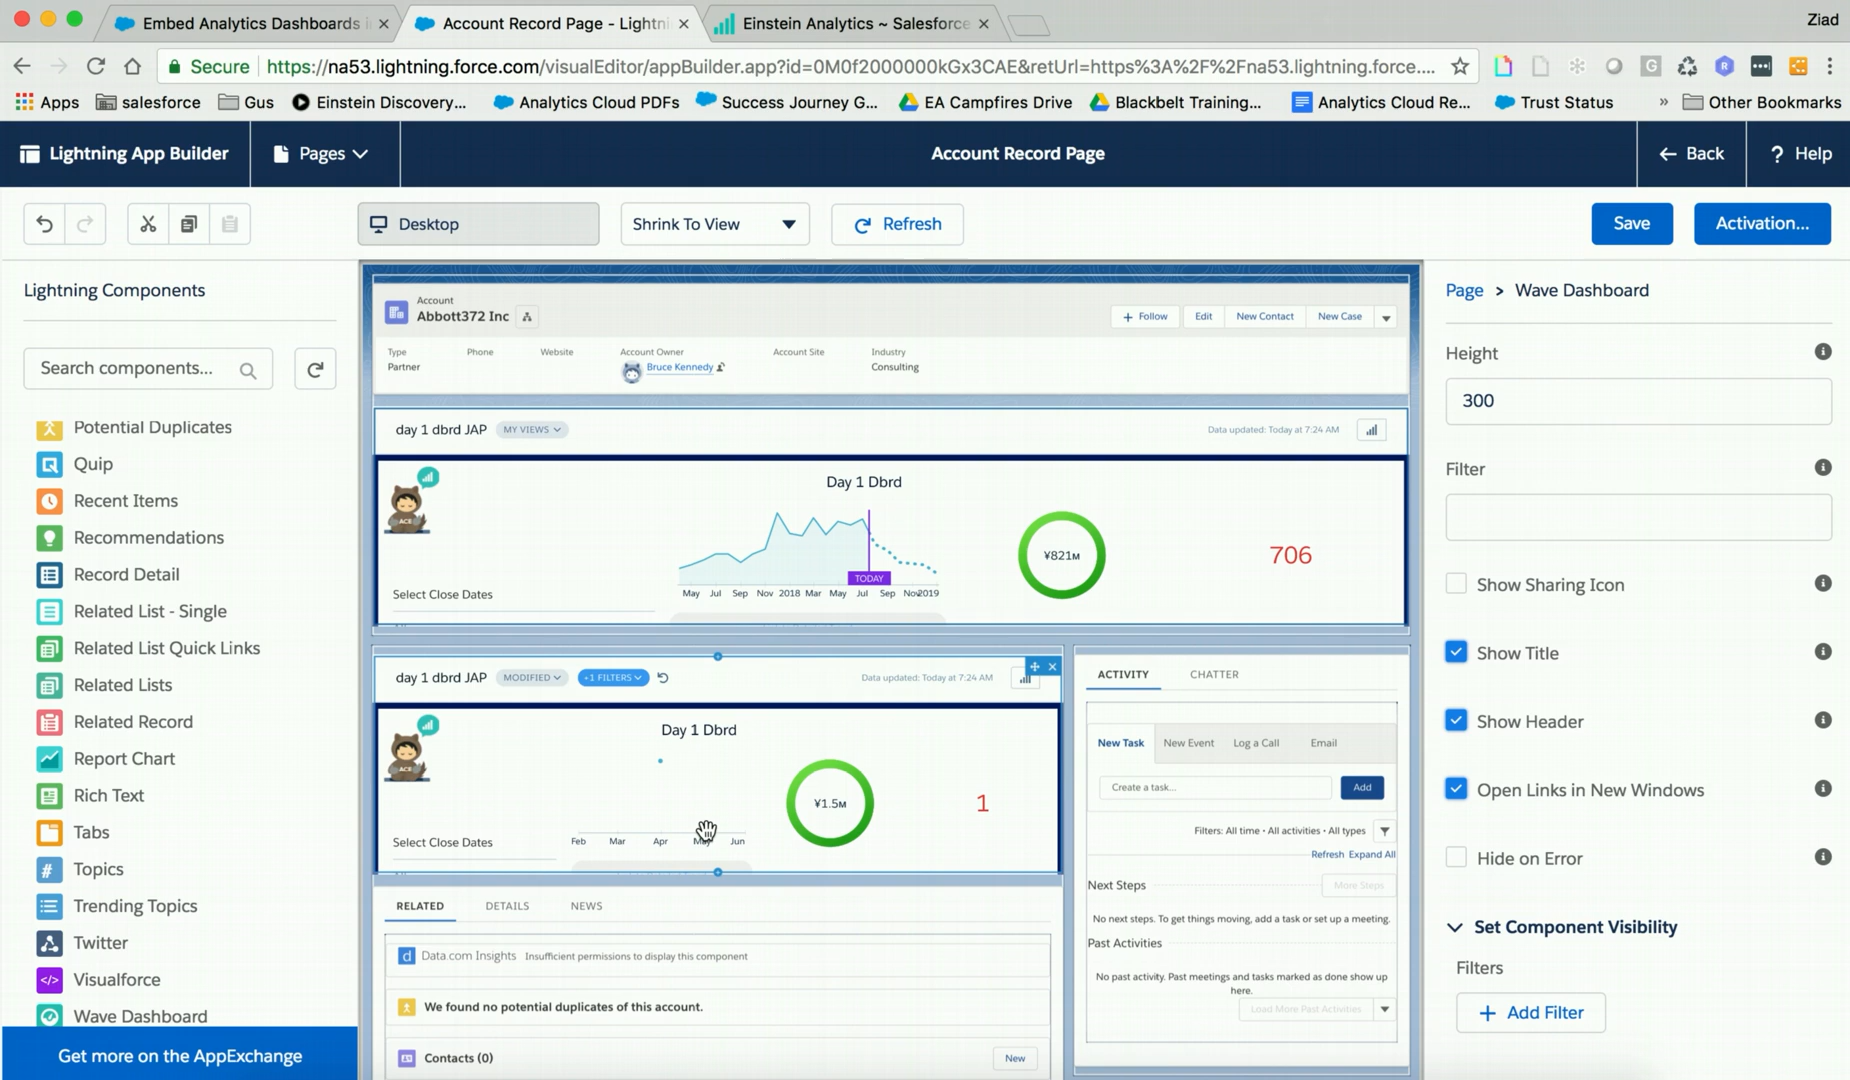 Embed Analytics Dashboards i
Account Record Page - Lightni
Einstein Analytics ~ Salesforce
Ziad
Secure
https://na53.lightning.force.com/visualEditor/appBuilder.app?id=0M0f2000000kGx3CAE&retUrl=https%3A%2F%2Fna53.lightning.force....
Apps
salesforce
Gus
Einstein Discovery...
Analytics Cloud PDFs
Success Journey G...
EA Campfires Drive
Blackbelt Training...
Analytics Cloud Re...
Trust Status
»
Other Bookmarks
Lightning App Builder
Pages
Account Record Page
Back
? Help
Desktop
Shrink To View
Refresh
Save
Activation...
Lightning Components
Search components...
Potential Duplicates
Quip
Recent Items
Recommendations
Record Detail
Related List - Single
Related List Quick Links
Related Lists
Related Record
Report Chart
Rich Text
Tabs
Topics
Trending Topics
Twitter
Visualforce
Wave Dashboard
Get more on the AppExchange
Account
Abbott372 Inc
+ Follow
Edit
New Contact
New Case
Type
Phone
Website
Account Owner
Account Site
Industry
Partner
Bruce Kennedy
Consulting
day 1 dbrd JAP
MY VIEWS
Data updated: Today at 7:24 AM
Day 1 Dbrd
¥821M
706
TODAY
Select Close Dates
May Jul Sep Nov 2018 Mar May Jul Sep Nov 2019
day 1 dbrd JAP
MODIFIED
+1 FILTERS
Data updated: Today at 7:24 AM
Day 1 Dbrd
¥1.5M
1
Select Close Dates
Feb Mar Apr May Jun
RELATED
DETAILS
NEWS
Data.com Insights
Insufficient permissions to display this component
We found no potential duplicates of this account.
Contacts (0)
New
ACTIVITY
CHATTER
New Task
New Event
Log a Call
Email
Create a task...
Add
Filters: All time • All activities • All types
Refresh Expand All
Next Steps
More Steps
No next steps. To get things moving, add a task or set up a meeting.
Past Activities
No past activity. Past meetings and tasks marked as done show up
here.
Load More Past Activities
Page > Wave Dashboard
Height
300
Filter
Show Sharing Icon
Show Title
Show Header
Open Links in New Windows
Hide on Error
Set Component Visibility
Filters
+ Add Filter